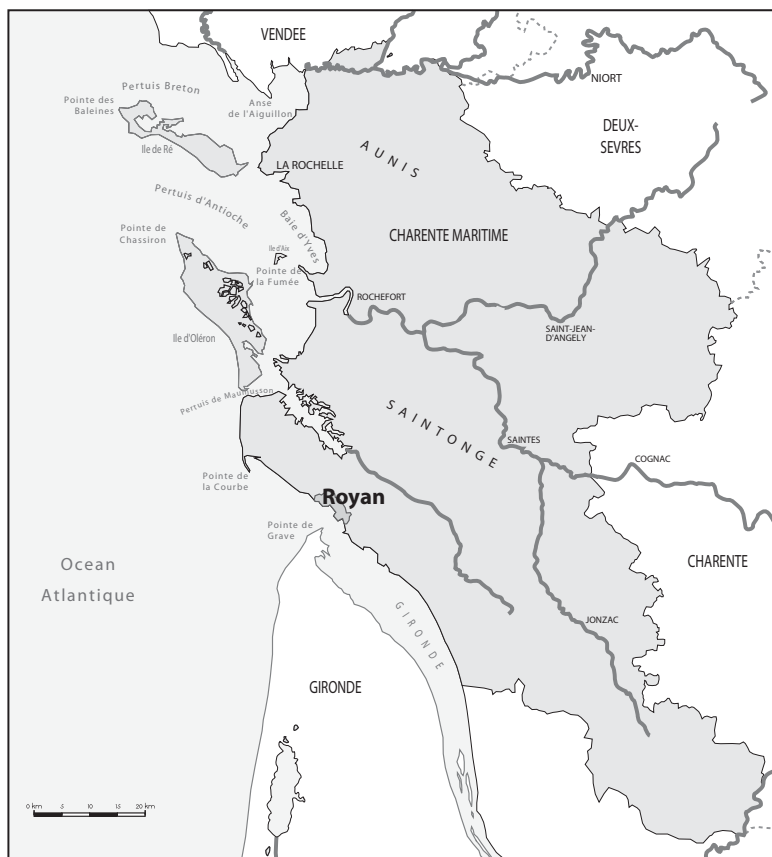 VENDEE
NIORT
Pertuis Breton
Pointe des
Baleines
Anse
de l'Aiguillon
DEUX-
SEVRES
Ile de Ré
AUNIS
LA ROCHELLE
Pertuis d'Antioche
Baie d'Yves
Pointe de
Chassiron
CHARENTE MARITIME
Ile d'Aix
Pointe de
la Fumée
ROCHEFORT
SAINT-JEAN-
D'ANGELY
Ile d'Oléron
Pertuis de Maumusson
SAINTONGE
SAINTES
COGNAC
Pointe de
la Courbe
Royan
Pointe de
Grave
Ocean
Atlantique
CHARENTE
GIRONDE
JONZAC
GIRONDE
0 km 5 10 15 20 km